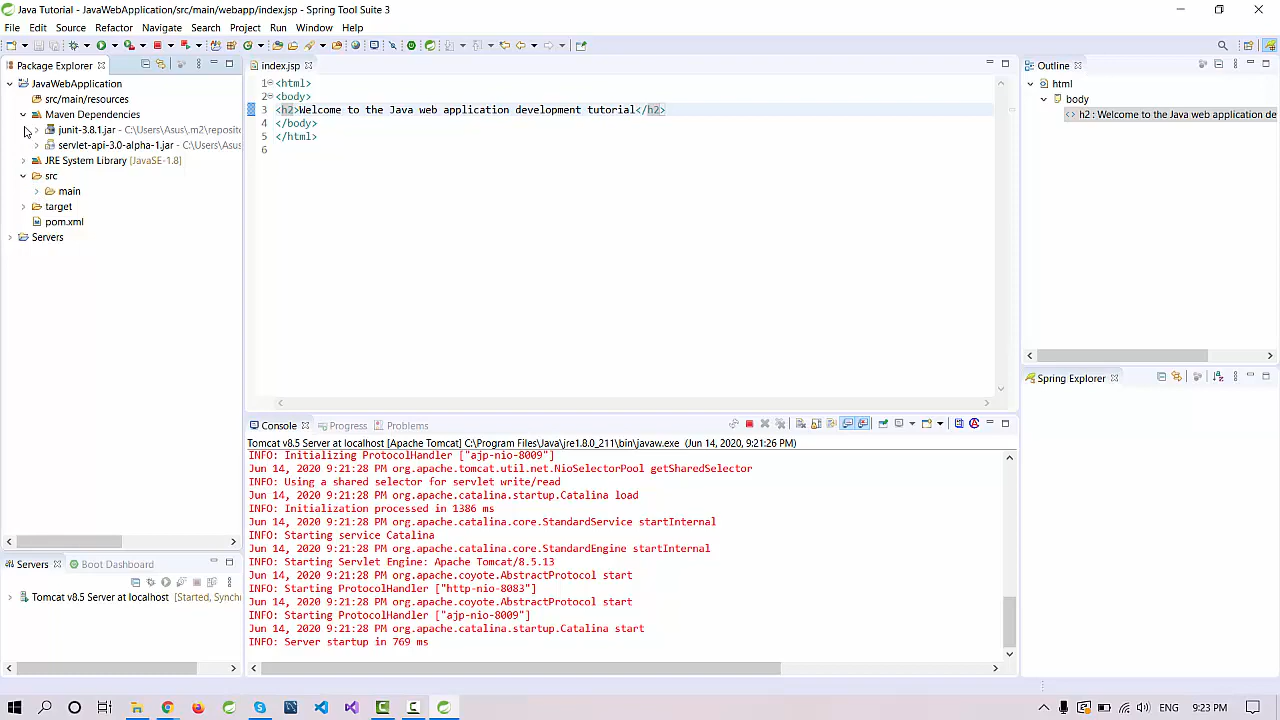 Java Tutorial - JavaWebApplication/src/main/webapp/index.jsp - Spring Tool Suite 3
File Edit Source Refactor Navigate Search Project Run Window Help
Package Explorer
JavaWebApplication
src/main/resources
Maven Dependencies
junit-3.8.1.jar - C:\Users\Asus\.m2\reposito
servlet-api-3.0-alpha-1.jar - C:\Users\Asus
JRE System Library [JavaSE-1.8]
src
main
target
pom.xml
Servers
index.jsp
1 <html>
2 <body>
3 <h2>Welcome to the Java web application development tutorial</h2>
4 </body>
5 </html>
6
Outline
html
body
h2 : Welcome to the Java web application de
Spring Explorer
Servers Boot Dashboard
Tomcat v8.5 Server at localhost [Started, Synchr
Console Progress Problems
Tomcat v8.5 Server at localhost [Apache Tomcat] C:\Program Files\Java\jre1.8.0_211\bin\javaw.exe (Jun 14, 2020, 9:21:26 PM)
INFO: Initializing ProtocolHandler ["ajp-nio-8009"]
Jun 14, 2020 9:21:28 PM org.apache.tomcat.util.net.NioSelectorPool getSharedSelector
INFO: Using a shared selector for servlet write/read
Jun 14, 2020 9:21:28 PM org.apache.catalina.startup.Catalina load
INFO: Initialization processed in 1386 ms
Jun 14, 2020 9:21:28 PM org.apache.catalina.core.StandardService startInternal
INFO: Starting service Catalina
Jun 14, 2020 9:21:28 PM org.apache.catalina.core.StandardEngine startInternal
INFO: Starting Servlet Engine: Apache Tomcat/8.5.13
Jun 14, 2020 9:21:28 PM org.apache.coyote.AbstractProtocol start
INFO: Starting ProtocolHandler ["http-nio-8083"]
Jun 14, 2020 9:21:28 PM org.apache.coyote.AbstractProtocol start
INFO: Starting ProtocolHandler ["ajp-nio-8009"]
Jun 14, 2020 9:21:28 PM org.apache.catalina.startup.Catalina start
INFO: Server startup in 769 ms
ENG 9:23 PM